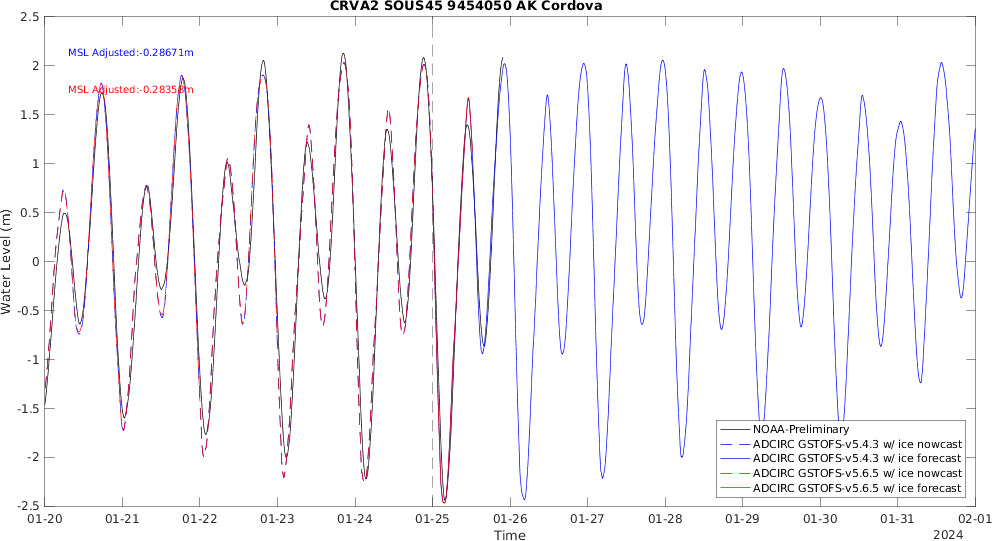 CRVA2 SOUS45 9454050 AK Cordova
MSL Adjusted:-0.28671m
MSL Adjusted:-0.28358m
Water Level (m)
2.5
2
1.5
1
0.5
0
-0.5
-1
-1.5
-2
-2.5
NOAA-Preliminary
ADCIRC GSTOFS-v5.4.3 w/ ice nowcast
ADCIRC GSTOFS-v5.4.3 w/ ice forecast
ADCIRC GSTOFS-v5.6.5 w/ ice nowcast
ADCIRC GSTOFS-v5.6.5 w/ ice forecast
01-20 01-21 01-22 01-23 01-24 01-25 01-26 01-27 01-28 01-29 01-30 01-31 02-01
Time
2024